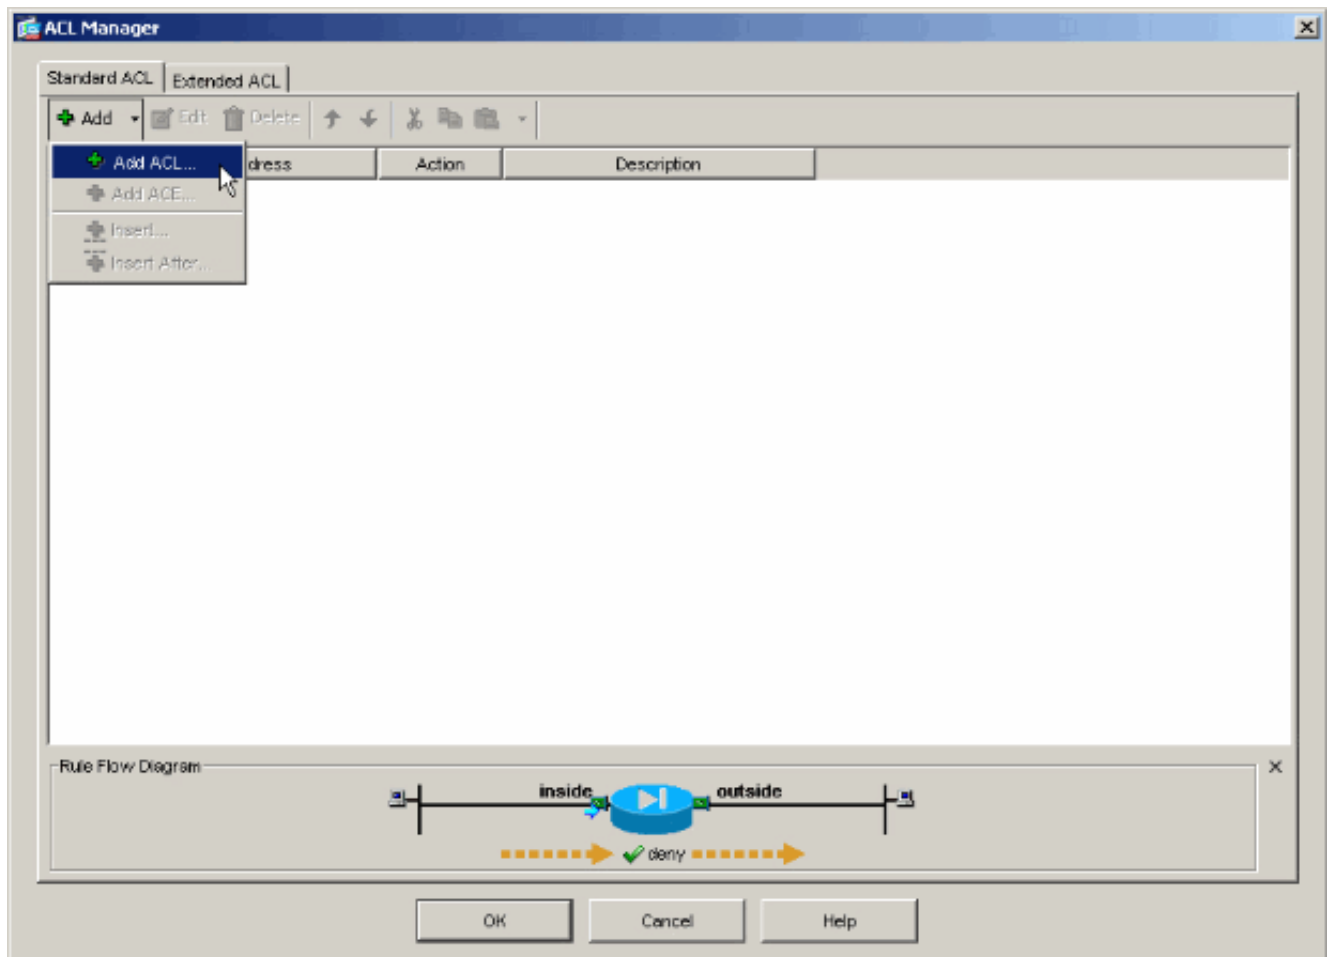 ACL Manager
Standard ACL Extended ACL
Add Edit Delete
Add ACL... dress Action Description
Add ACE...
Insert...
Insert After...
Rule Flow Diagram
inside outside
deny
OK Cancel Help